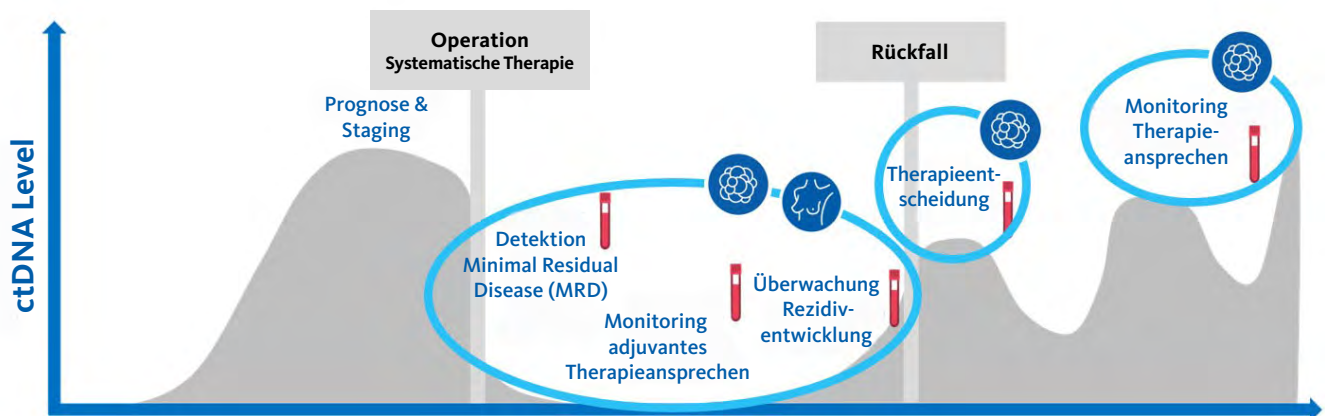 ctDNA Level
Operation
Systematische Therapie
Prognose &
Staging
Detektion
Minimal Residual
Disease (MRD)
Monitoring
adjuvantes
Therapieansprechen
Überwachung
Rezidiv-
entwicklung
Rückfall
Therapieent-
scheidung
Monitoring
Therapie-
ansprechen